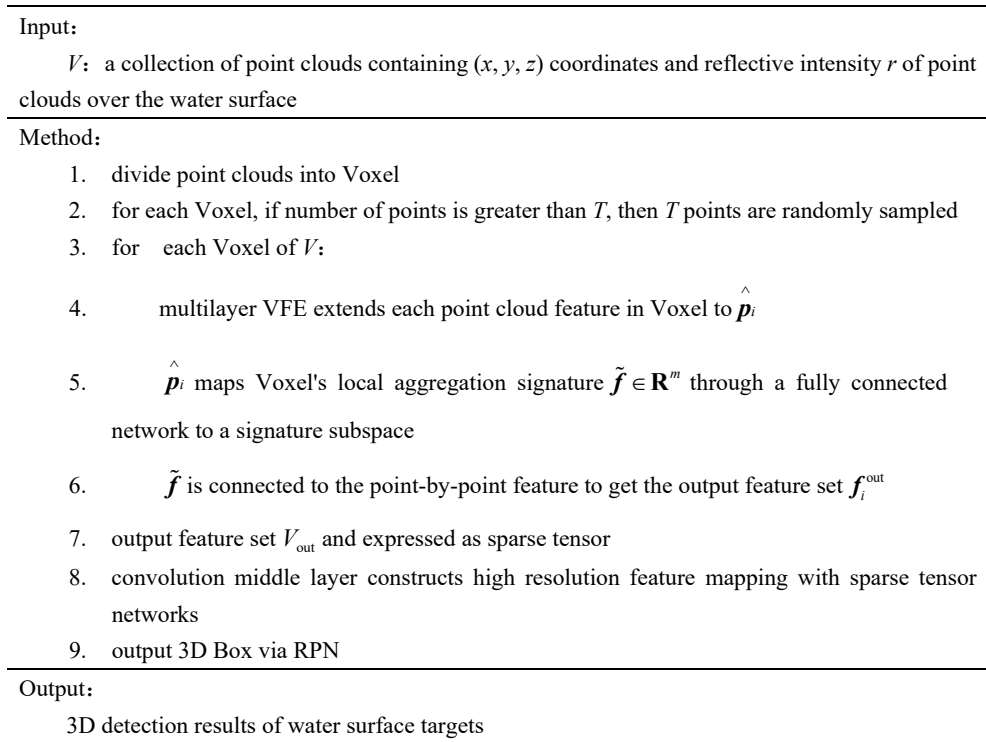 Input：
V：a collection of point clouds containing (x, y, z) coordinates and reflective intensity r of point
clouds over the water surface
Method：
1. divide point clouds into Voxel
2. for each Voxel, if number of points is greater than T, then T points are randomly sampled
3. for each Voxel of V：
4. multilayer VFE extends each point cloud feature in Voxel to p̂ᵢ
5. p̂ᵢ maps Voxel's local aggregation signature f̃ ∈ Rᵐ through a fully connected
network to a signature subspace
6. f̃ is connected to the point-by-point feature to get the output feature set fᵢᵒᵘᵗ
7. output feature set V_out and expressed as sparse tensor
8. convolution middle layer constructs high resolution feature mapping with sparse tensor
networks
9. output 3D Box via RPN
Output：
3D detection results of water surface targets